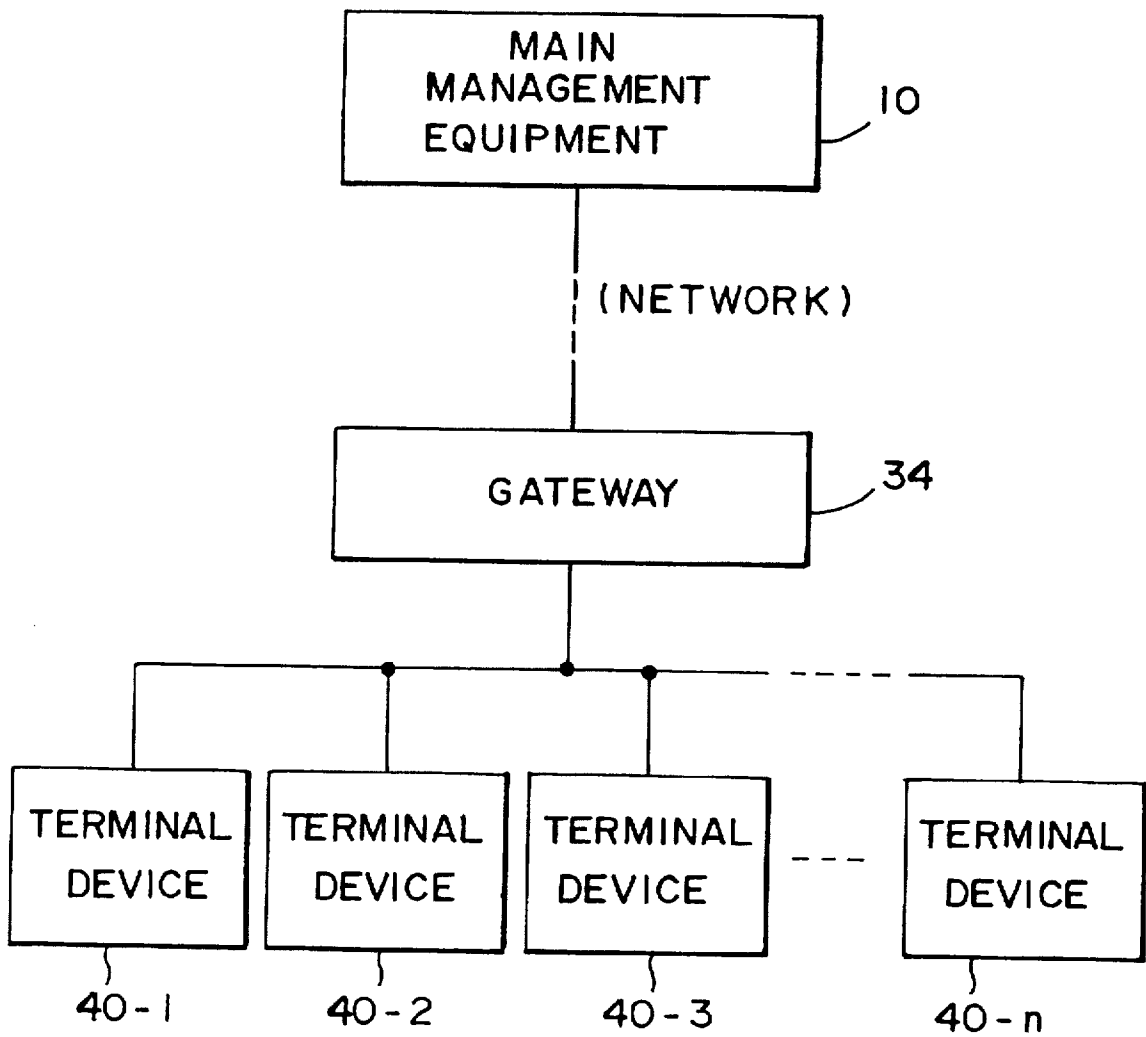 MAIN
MANAGEMENT
EQUIPMENT
10
(NETWORK)
GATEWAY
34
TERMINAL
DEVICE
TERMINAL
DEVICE
TERMINAL
DEVICE
TERMINAL
DEVICE
40-1
40-2
40-3
40-n